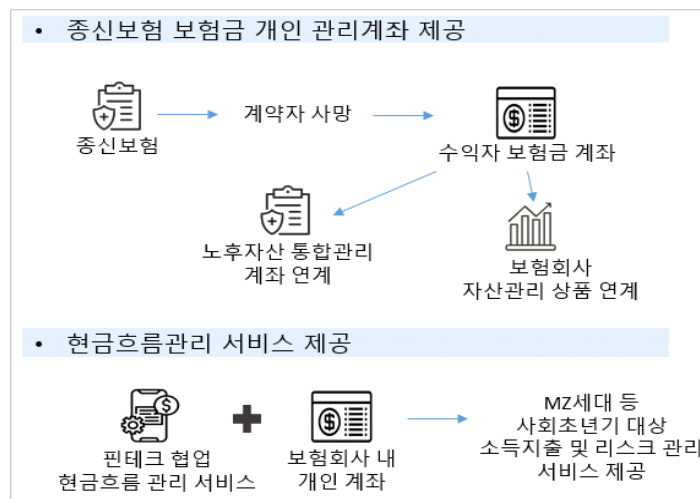 • 종신보험 보험금 개인 관리계좌 제공
종신보험
계약자 사망
수익자 보험금 계좌
노후자산 통합관리
계좌 연계
보험회사
자산관리 상품 연계
• 현금흐름관리 서비스 제공
핀테크 협업
현금흐름 관리 서비스
보험회사 내
개인 계좌
MZ세대 등
사회초년기 대상
소득지출 및 리스크 관리
서비스 제공